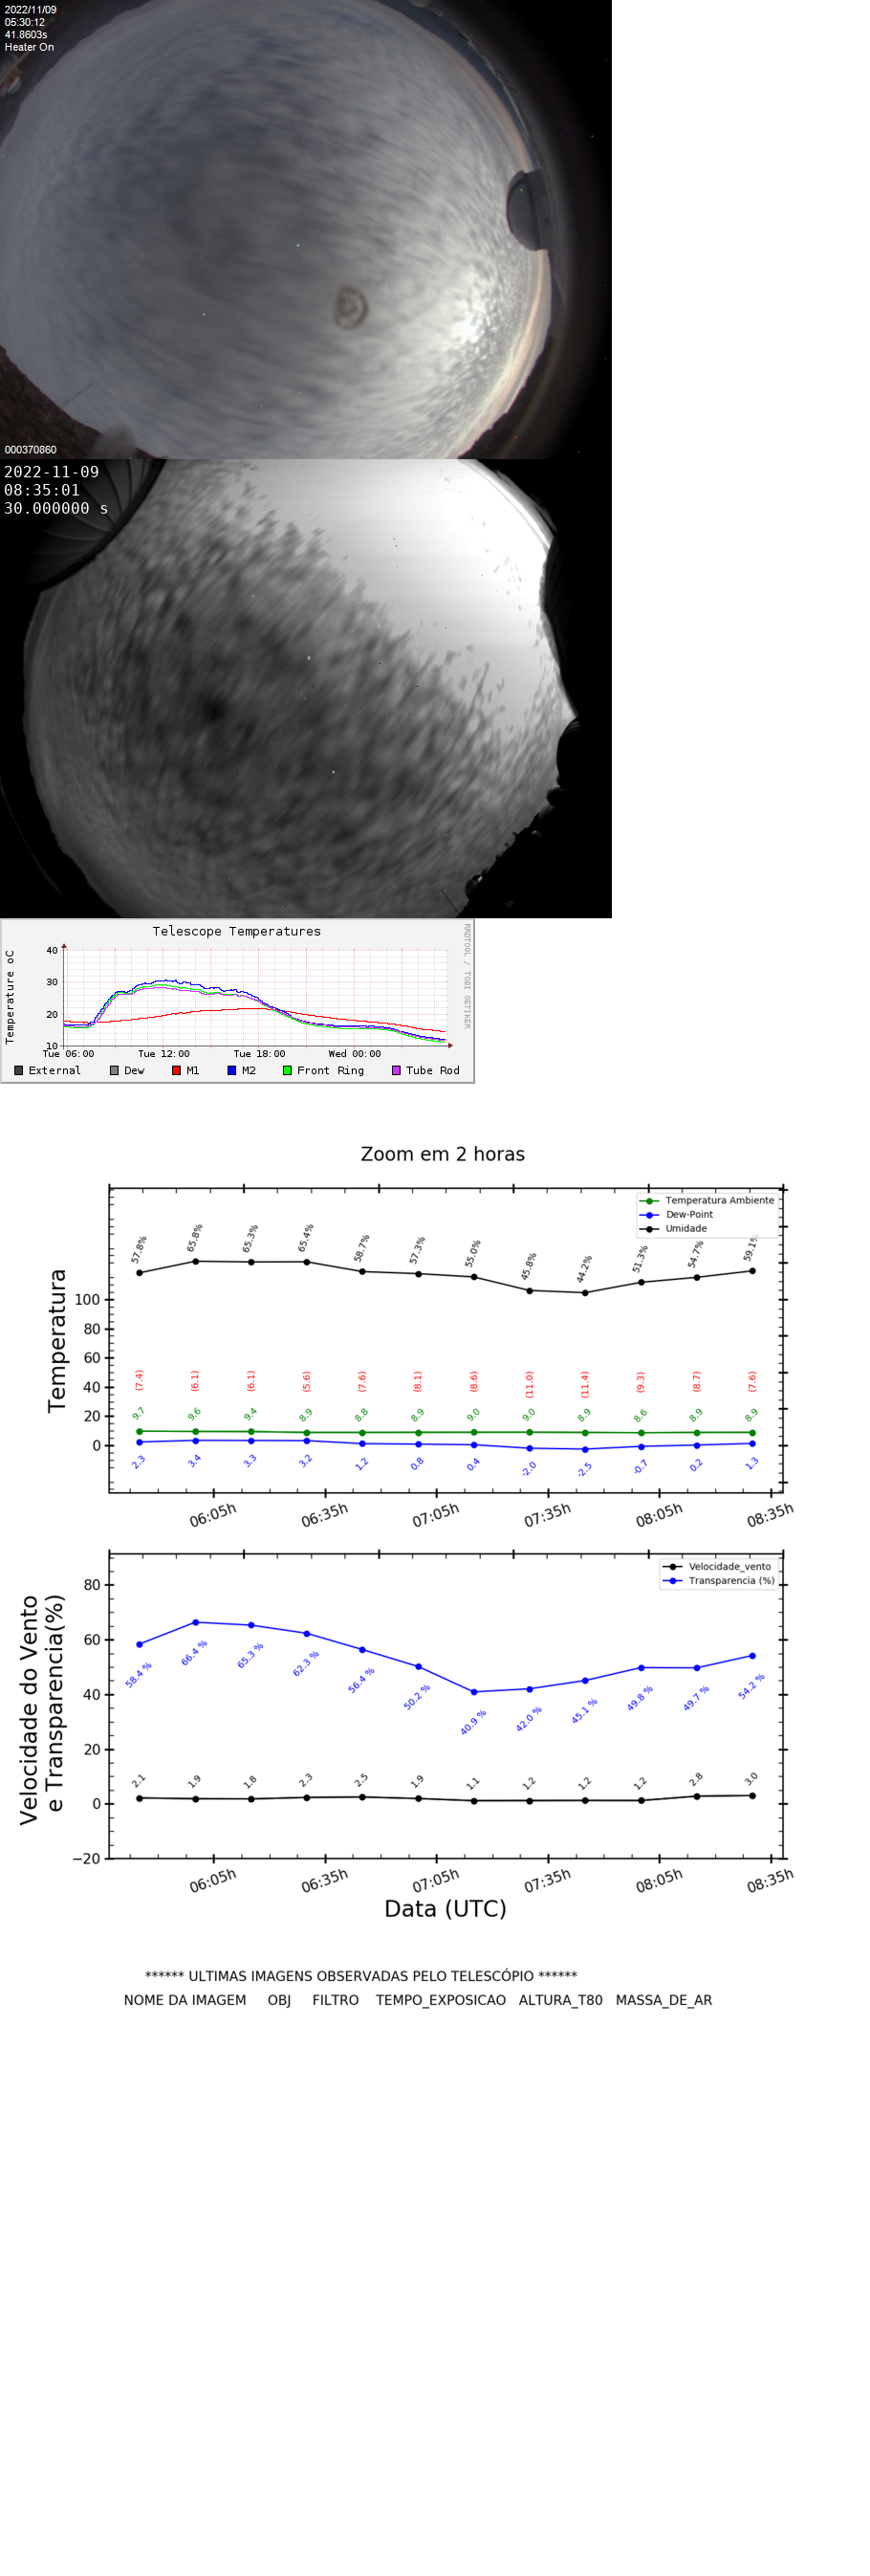 2022/11/09
05:30:12
41.8603s
Heater On
000370860
2022-11-09
08:35:01
30.000000 s
Telescope Temperatures
RRDTOOL / TOBI OETIKER
Temperature oC
40
30
20
10
Tue 06:00 Tue 12:00 Tue 18:00 Wed 00:00
External Dew M1 M2 Front Ring Tube Rod
Zoom em 2 horas
Temperatura
Temperatura Ambiente
Dew-Point
Umidade
57.8% 65.8% 65.3% 65.4% 58.7% 57.3% 55.0% 45.8% 44.2% 51.3% 54.7% 59.1%
100
80
60
40
20
0
(7.4) (6.1) (6.1) (5.6) (7.6) (8.1) (8.6) (11.0) (11.4) (9.3) (8.7) (7.6)
9.7 9.6 9.4 8.9 8.8 8.9 9.0 9.0 8.9 8.6 8.9 8.9
2.3 3.4 3.3 3.2 1.2 0.8 0.4 -2.0 -2.5 -0.7 0.2 1.3
06:05h 06:35h 07:05h 07:35h 08:05h 08:35h
Velocidade do Vento
e Transparencia(%)
Velocidade_vento
Transparencia (%)
80
60
40
20
0
−20
58.4 % 66.4 % 65.3 % 62.3 % 56.4 % 50.2 % 40.9 % 42.0 % 45.1 % 49.8 % 49.7 % 54.2 %
2.1 1.9 1.8 2.3 2.5 1.9 1.1 1.2 1.2 1.2 2.8 3.0
06:05h 06:35h 07:05h 07:35h 08:05h 08:35h
Data (UTC)
****** ULTIMAS IMAGENS OBSERVADAS PELO TELESCÓPIO ******
NOME DA IMAGEM OBJ FILTRO TEMPO_EXPOSICAO ALTURA_T80 MASSA_DE_AR